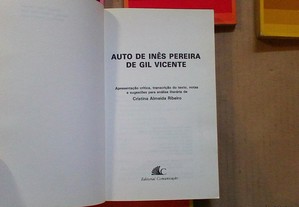 AUTO DE INÊS PEREIRA
DE GIL VICENTE
Apresentação crítica, transcrição do texto, notas
e sugestões para análise literária de
Cristina Almeida Ribeiro
Editorial Comunicação